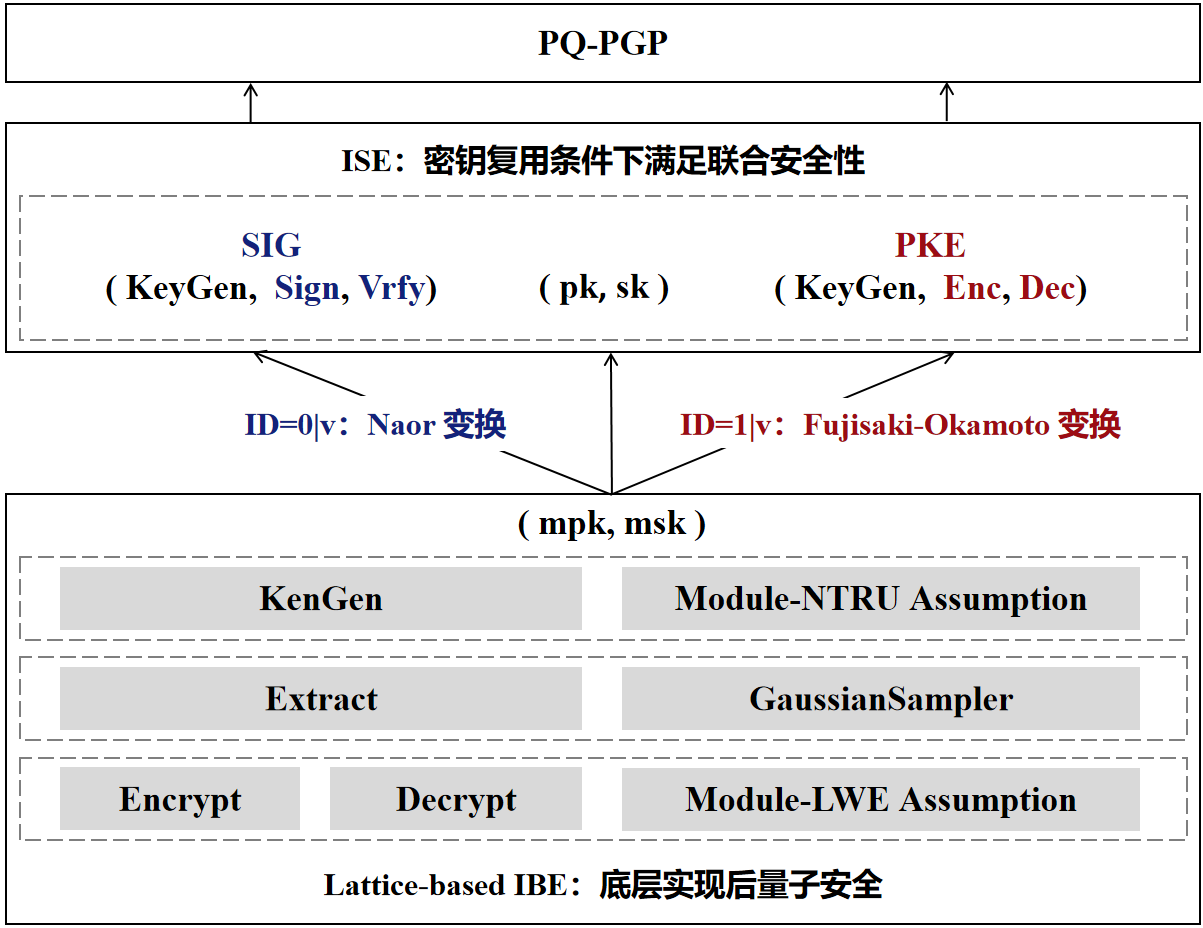 PQ-PGP
ISE：密钥复用条件下满足联合安全性
SIG
PKE
( KeyGen, Sign, Vrfy)
( pk, sk )
( KeyGen, Enc, Dec)
ID=0|v：Naor 变换
ID=1|v：Fujisaki-Okamoto 变换
( mpk, msk )
KenGen
Module-NTRU Assumption
Extract
GaussianSampler
Encrypt
Decrypt
Module-LWE Assumption
Lattice-based IBE：底层实现后量子安全